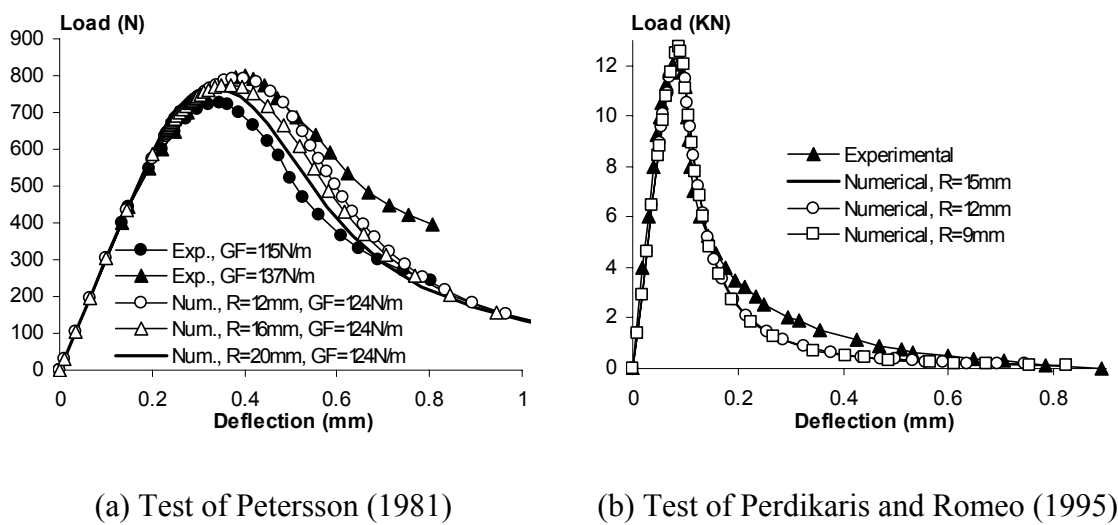 Load (N)
900
800
700
600
500
400
300
200
100
0
0 0.2 0.4 0.6 0.8 1
Deflection (mm)
Exp., GF=115N/m
Exp., GF=137N/m
Num., R=12mm, GF=124N/m
Num., R=16mm, GF=124N/m
Num., R=20mm, GF=124N/m
(a) Test of Petersson (1981)
Load (KN)
12
10
8
6
4
2
0
0 0.2 0.4 0.6 0.8
Deflection (mm)
Experimental
Numerical, R=15mm
Numerical, R=12mm
Numerical, R=9mm
(b) Test of Perdikaris and Romeo (1995)